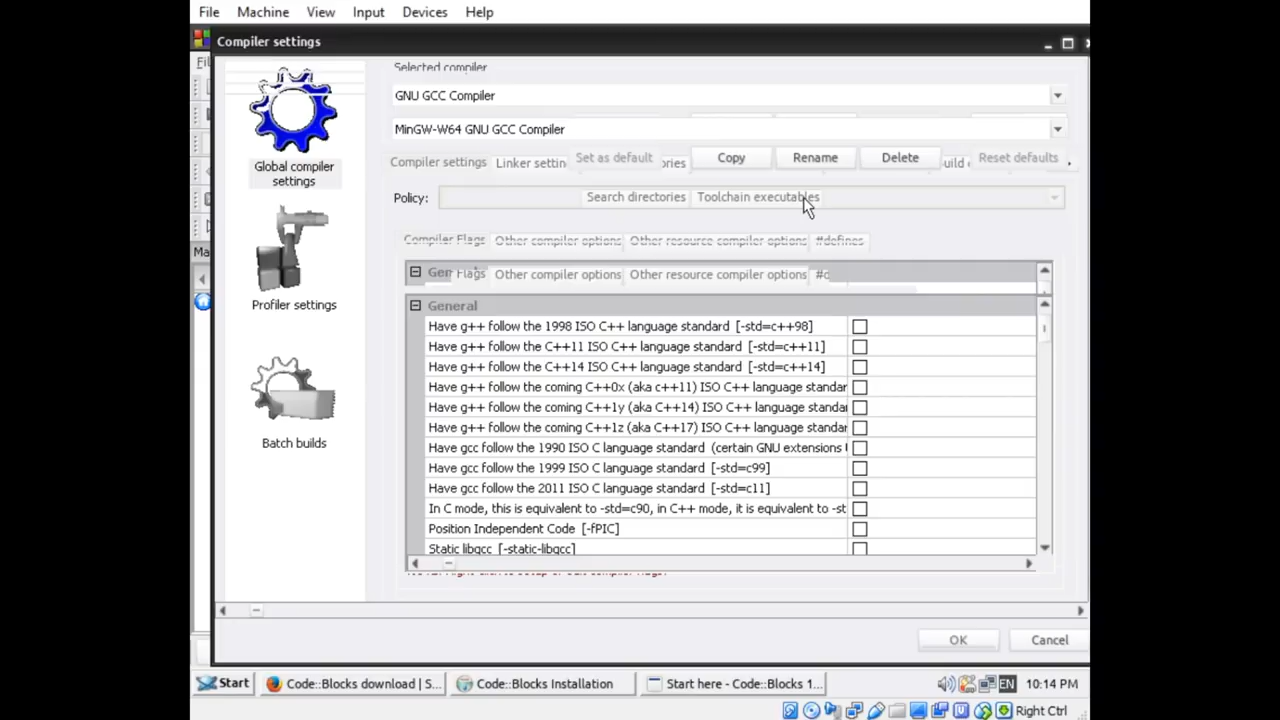 File Machine View Input Devices Help
Compiler settings
Selected compiler
GNU GCC Compiler
MinGW-W64 GNU GCC Compiler
Set as default Copy Rename Delete Reset defaults
Compiler settings
Policy:
Search directories Toolchain executables
Compiler Flags Other compiler options Other resource compiler options #defines
Flags Other compiler options Other resource compiler options
General
Have g++ follow the 1998 ISO C++ language standard [-std=c++98]
Have g++ follow the C++11 ISO C++ language standard [-std=c++11]
Have g++ follow the C++14 ISO C++ language standard [-std=c++14]
Have g++ follow the coming C++0x (aka c++11) ISO C++ language standar
Have g++ follow the coming C++1y (aka C++14) ISO C++ language standar
Have g++ follow the coming C++1z (aka C++17) ISO C++ language standar
Have gcc follow the 1990 ISO C language standard (certain GNU extensions
Have gcc follow the 1999 ISO C language standard [-std=c99]
Have gcc follow the 2011 ISO C language standard [-std=c11]
In C mode, this is equivalent to -std=c90, in C++ mode, it is equivalent to -st
Position Independent Code [-fPIC]
Static libgcc [-static-libgcc]
Global compiler
settings
Profiler settings
Batch builds
OK Cancel
Start Code::Blocks download | S... Code::Blocks Installation Start here - Code::Blocks 1... EN 10:14 PM
Right Ctrl